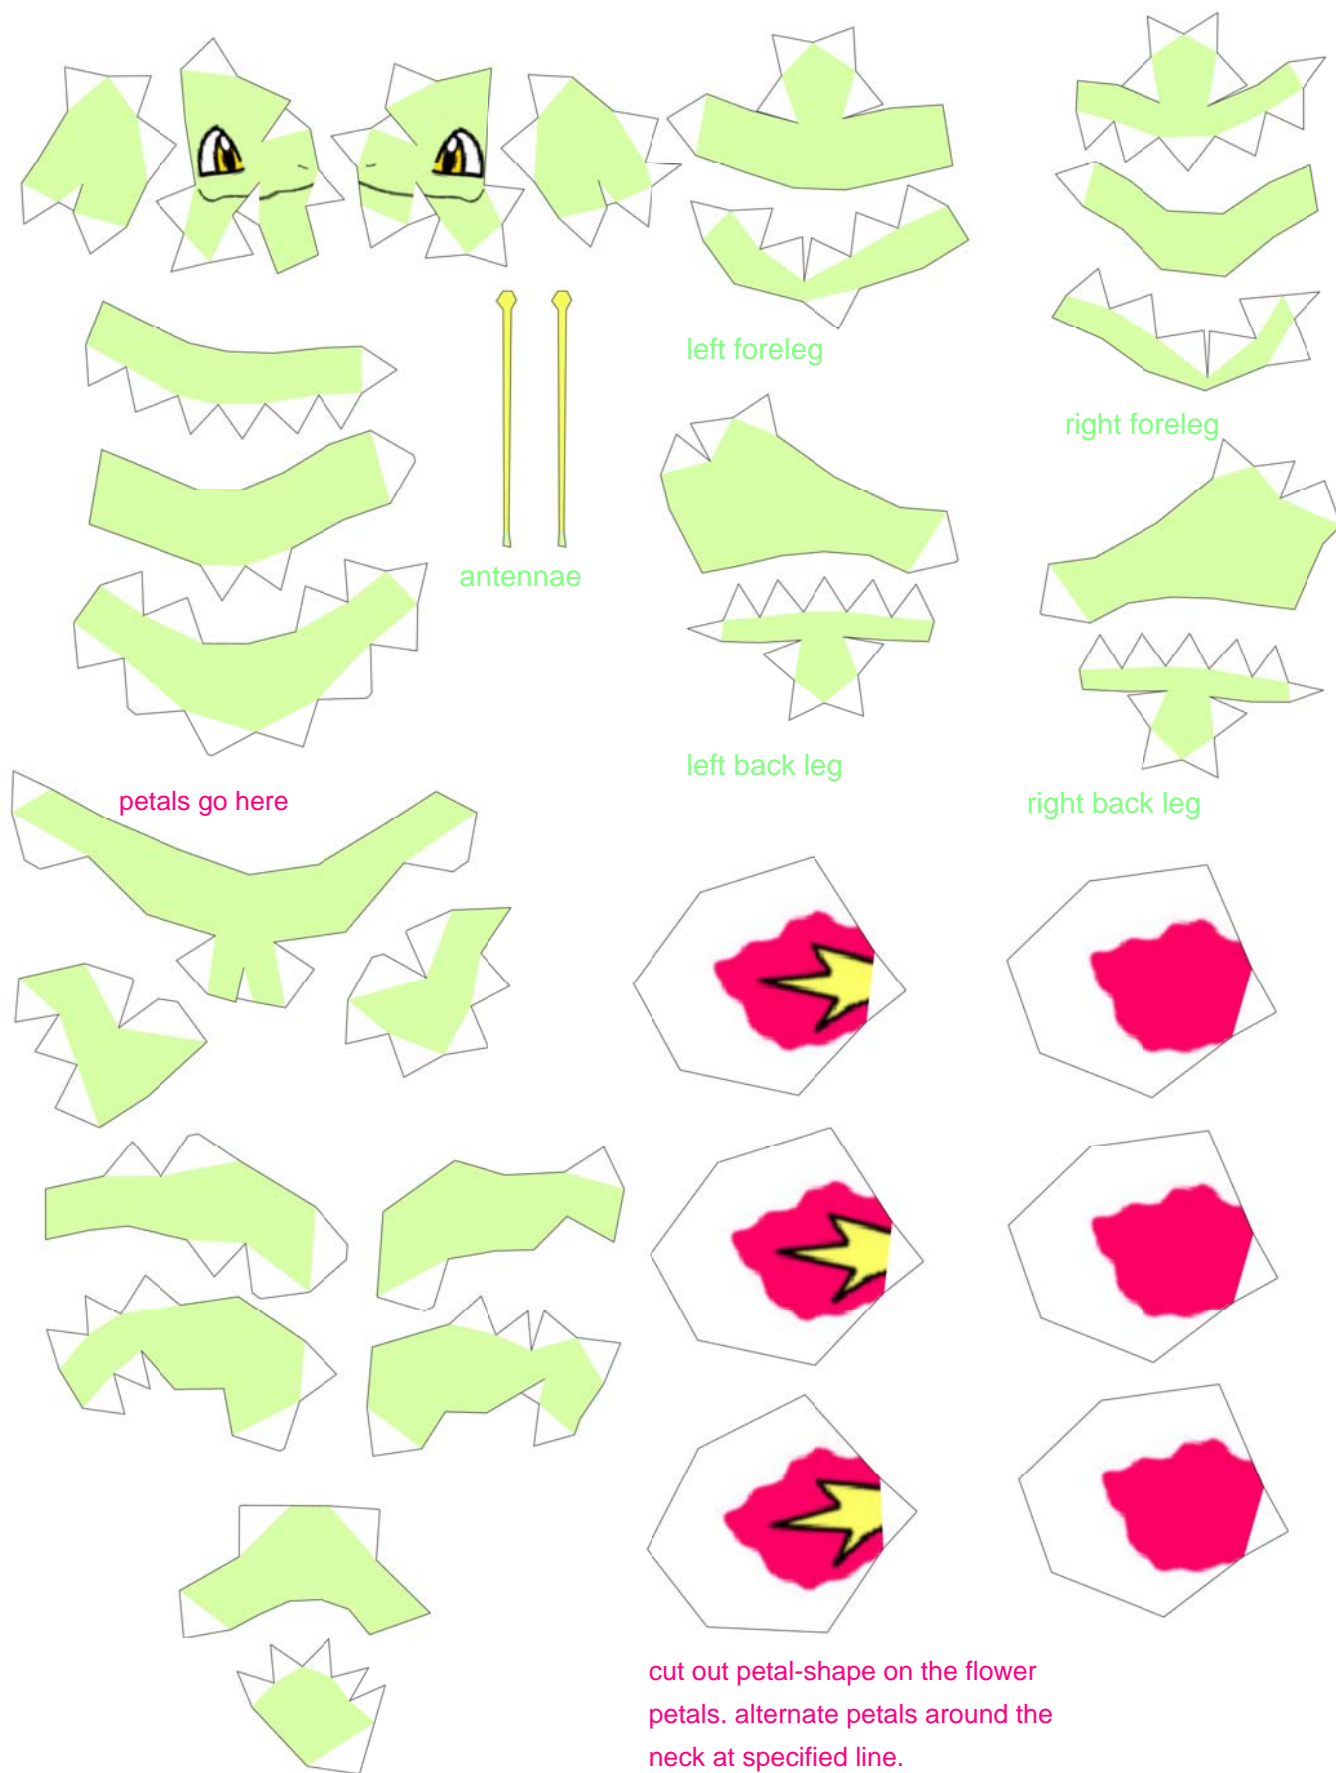 left foreleg
right foreleg
antennae
left back leg
petals go here
right back leg
cut out petal-shape on the flower
petals. alternate petals around the
neck at specified line.